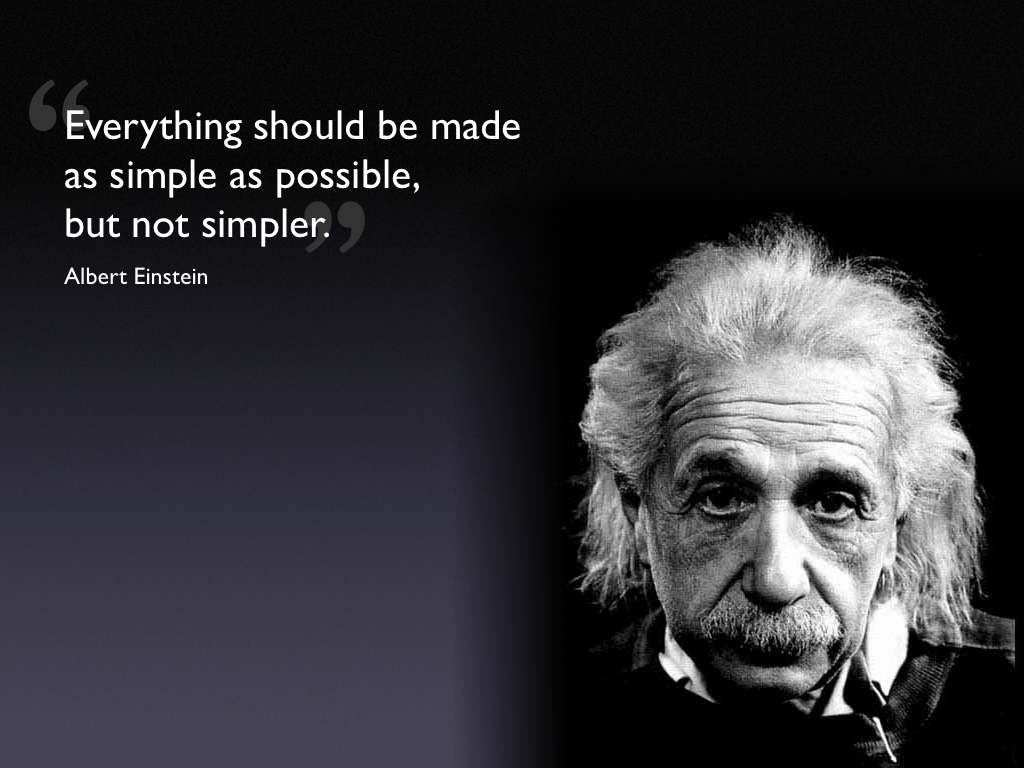 “Everything should be made
as simple as possible,
but not simpler.”
Albert Einstein